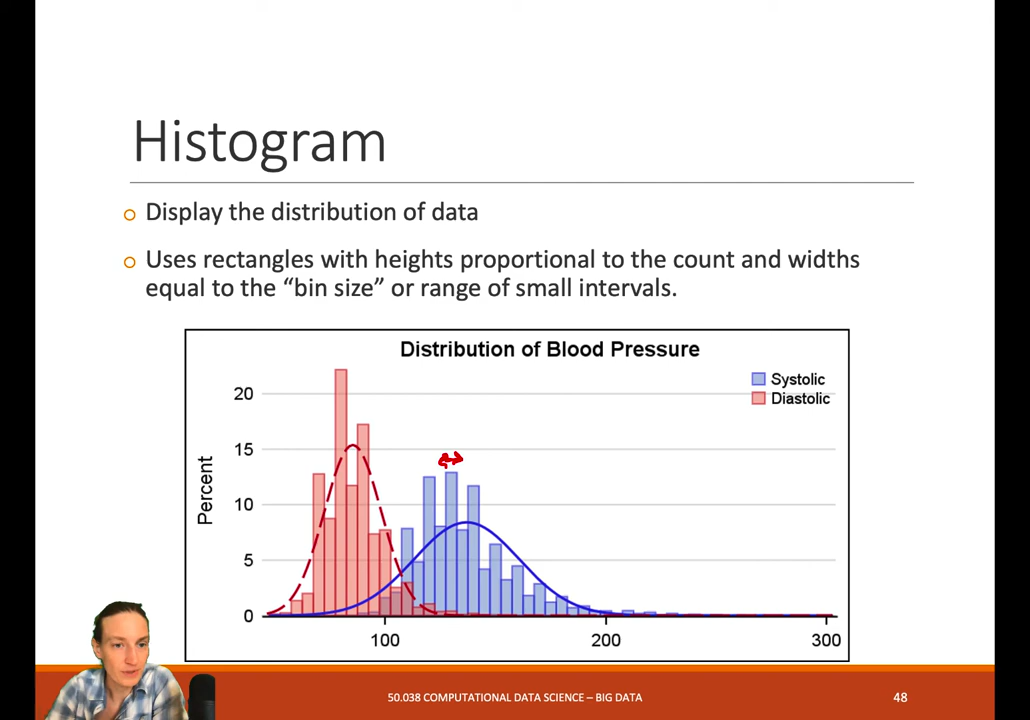 Histogram
Display the distribution of data
Uses rectangles with heights proportional to the count and widths
equal to the “bin size” or range of small intervals.
Distribution of Blood Pressure
Systolic
Diastolic
20
15
10
5
0
Percent
100
200
300
50.038 COMPUTATIONAL DATA SCIENCE – BIG DATA
48